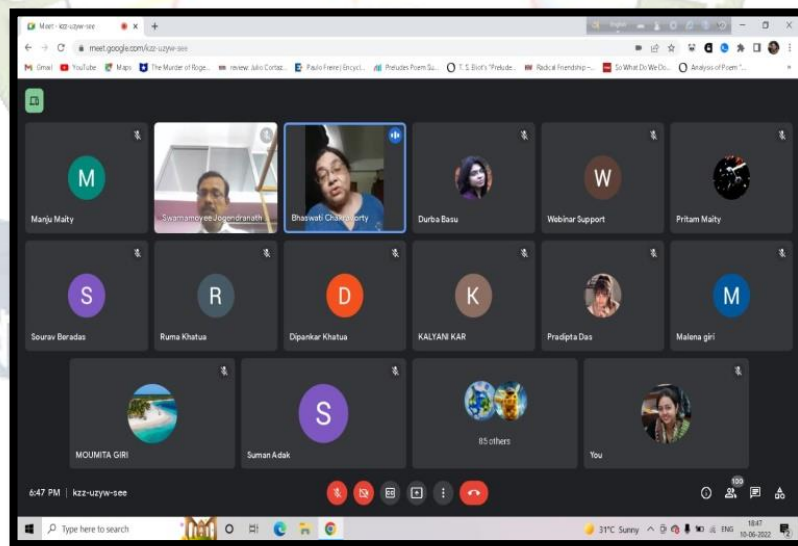 Meet - kzz-uzyw-see
meet.google.com/kzz-uzyw-see
Gmail YouTube Maps The Murder of Roge... review: Julio Cortaz... Paulo Freire | Encycl... Preludes Poem Su... T. S. Eliot's "Prelude... Radical Friendship -... So What Do We Do... Analysis of Poem "...
M
Manju Maity
Swarnamoyee Jogendranath
Bhaswati Chakraborty
Durba Basu
W
Webinar Support
Pritam Maity
S
Sourav Beradas
R
Ruma Khatua
D
Dipankar Khatua
K
KALYANI KAR
Pradipta Das
M
Malena giri
MOUMITA GIRI
S
Suman Adak
85 others
You
6:47 PM | kzz-uzyw-see
100
Type here to search
31°C Sunny
ENG
18:47
10-06-2022
2